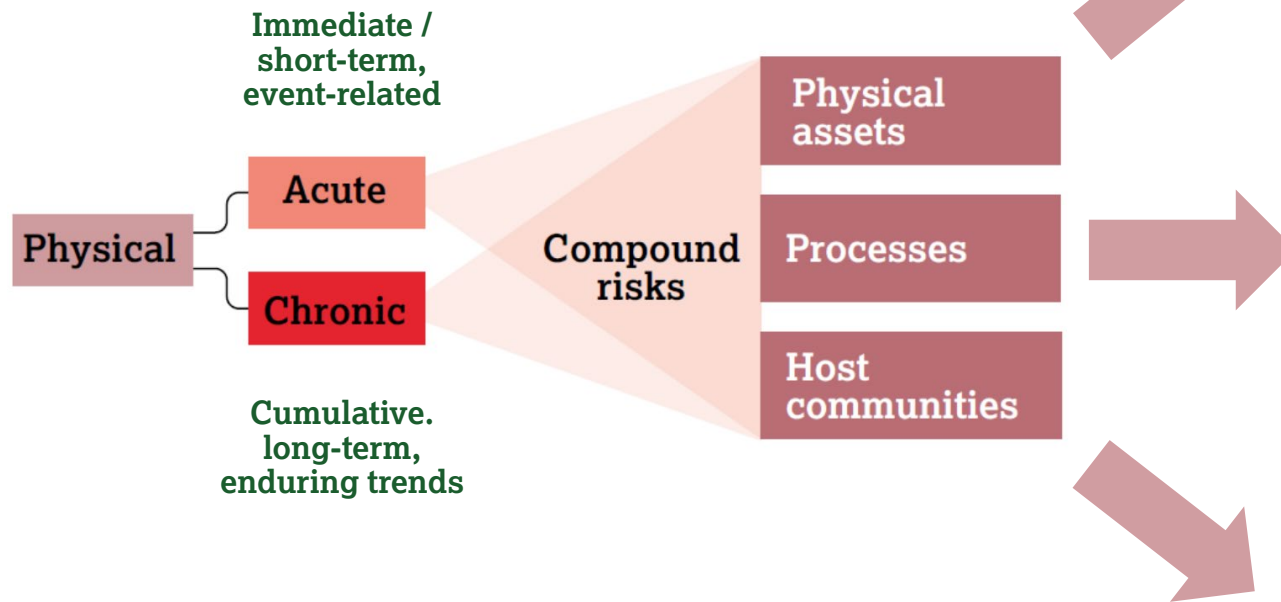 Immediate /
short-term,
event-related
Physical
Acute
Chronic
Cumulative.
long-term,
enduring trends
Compound
risks
Physical
assets
Processes
Host
communities